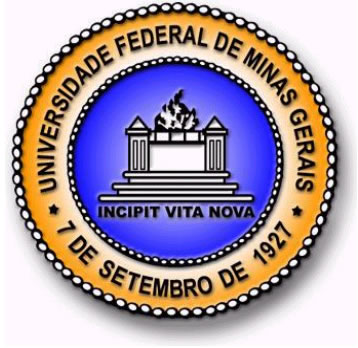 UNIVERSIDADE FEDERAL DE MINAS GERAIS
INCIPIT VITA NOVA
* 7 DE SETEMBRO DE 1927 *